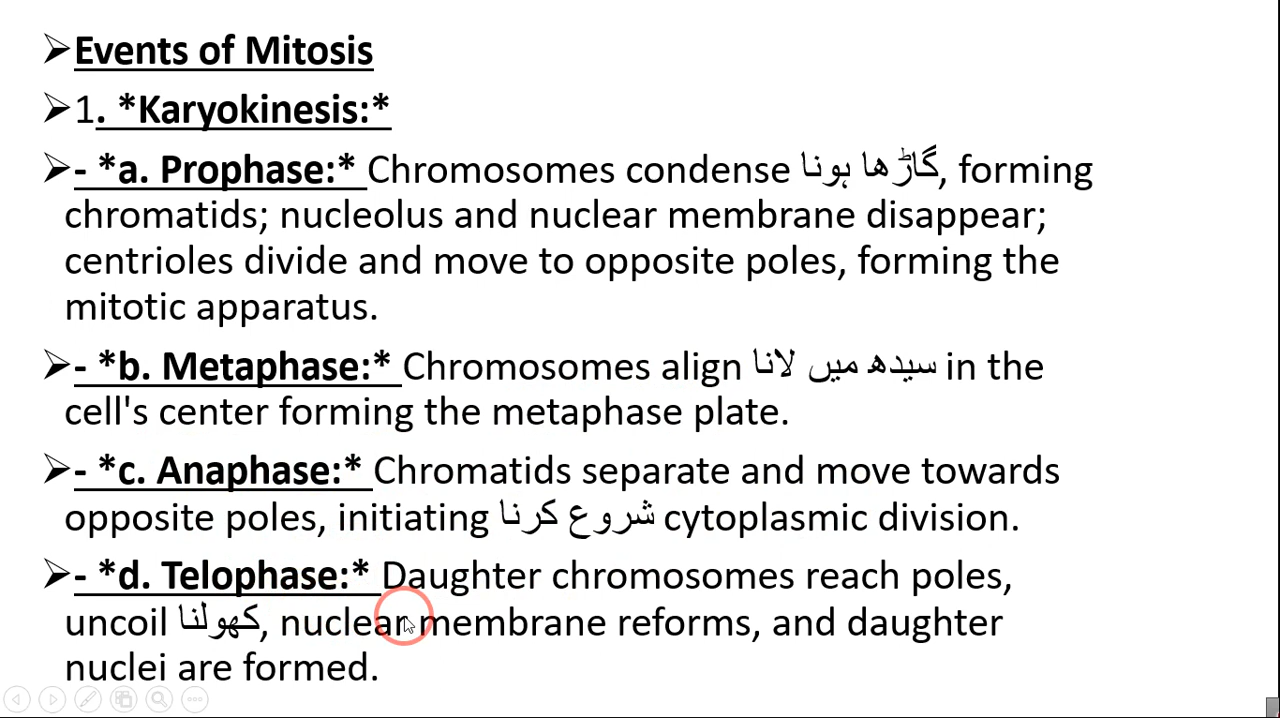 ➢Events of Mitosis
➢1. *Karyokinesis:*
➢- *a. Prophase:* Chromosomes condense گاڑھا ہونا, forming
chromatids; nucleolus and nuclear membrane disappear;
centrioles divide and move to opposite poles, forming the
mitotic apparatus.
➢- *b. Metaphase:* Chromosomes align سیدھ میں لانا in the
cell's center forming the metaphase plate.
➢- *c. Anaphase:* Chromatids separate and move towards
opposite poles, initiating شروع کرنا cytoplasmic division.
➢- *d. Telophase:* Daughter chromosomes reach poles,
uncoil کھولنا, nuclear membrane reforms, and daughter
nuclei are formed.